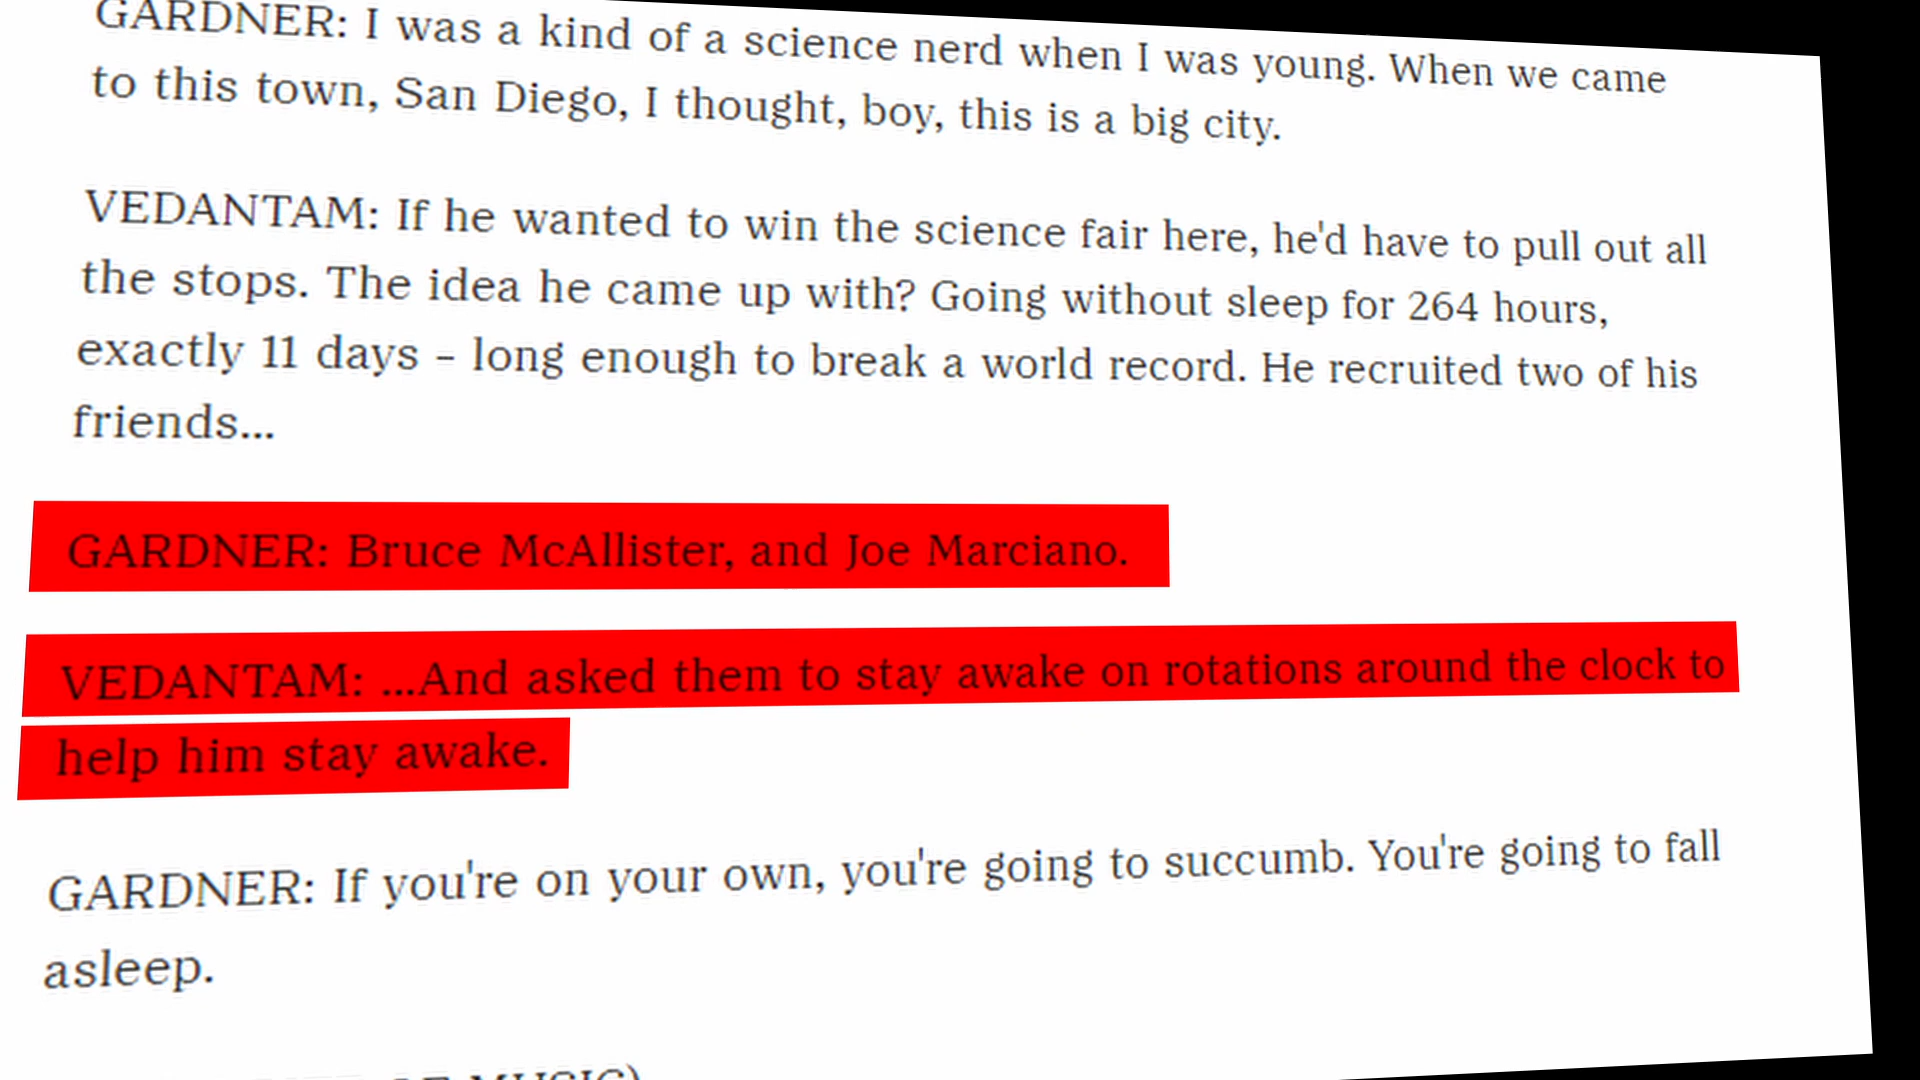 GARDNER: I was a kind of a science nerd when I was young. When we came
to this town, San Diego, I thought, boy, this is a big city.
VEDANTAM: If he wanted to win the science fair here, he'd have to pull out all
the stops. The idea he came up with? Going without sleep for 264 hours,
exactly 11 days – long enough to break a world record. He recruited two of his
friends...
GARDNER: Bruce McAllister, and Joe Marciano.
VEDANTAM: ...And asked them to stay awake on rotations around the clock to
help him stay awake.
GARDNER: If you're on your own, you're going to succumb. You're going to fall
asleep.
MUSIC)